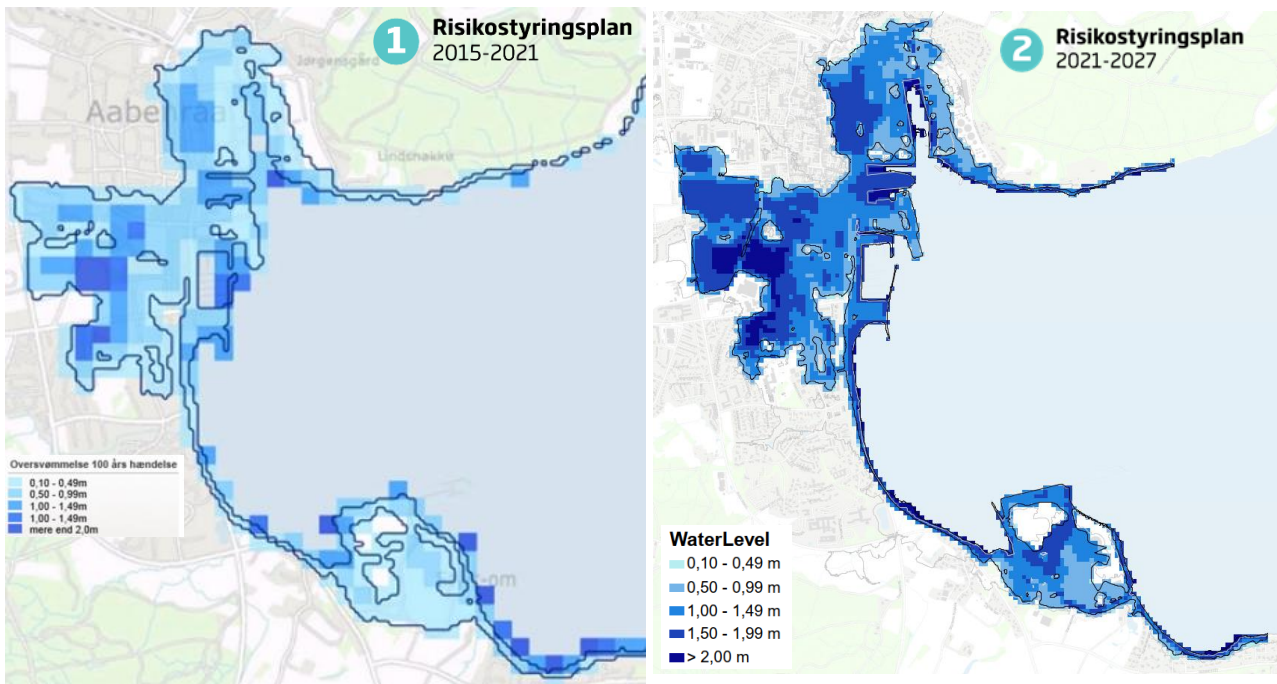 1
Risikostyringsplan
2015-2021
Jørgensgård
Aabenraa
Lindsnakke
Oversvømmelse 100 års hændelse
0,10 - 0,49m
0,50 - 0,99m
1,00 - 1,49m
1,00 - 1,49m
mere end 2,0m
2
Risikostyringsplan
2021-2027
WaterLevel
0,10 - 0,49 m
0,50 - 0,99 m
1,00 - 1,49 m
1,50 - 1,99 m
> 2,00 m